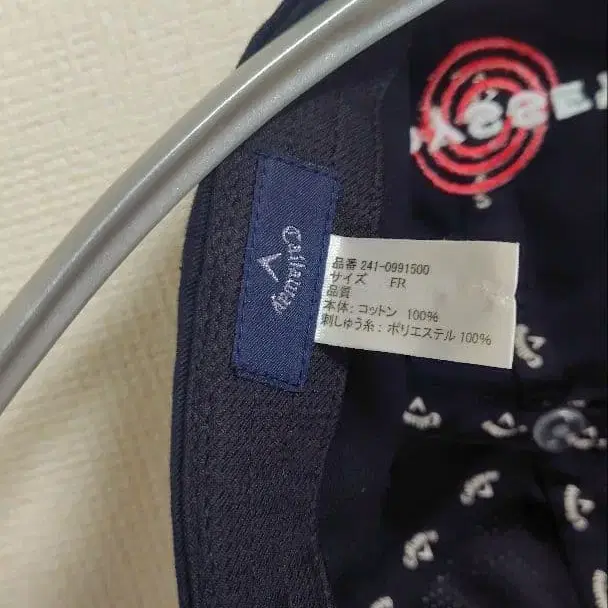 YSSE
Callaway
品番 241-0991500
サイズ FR
品質
本体: コットン 100%
刺しゅう糸: ポリエステル 100%